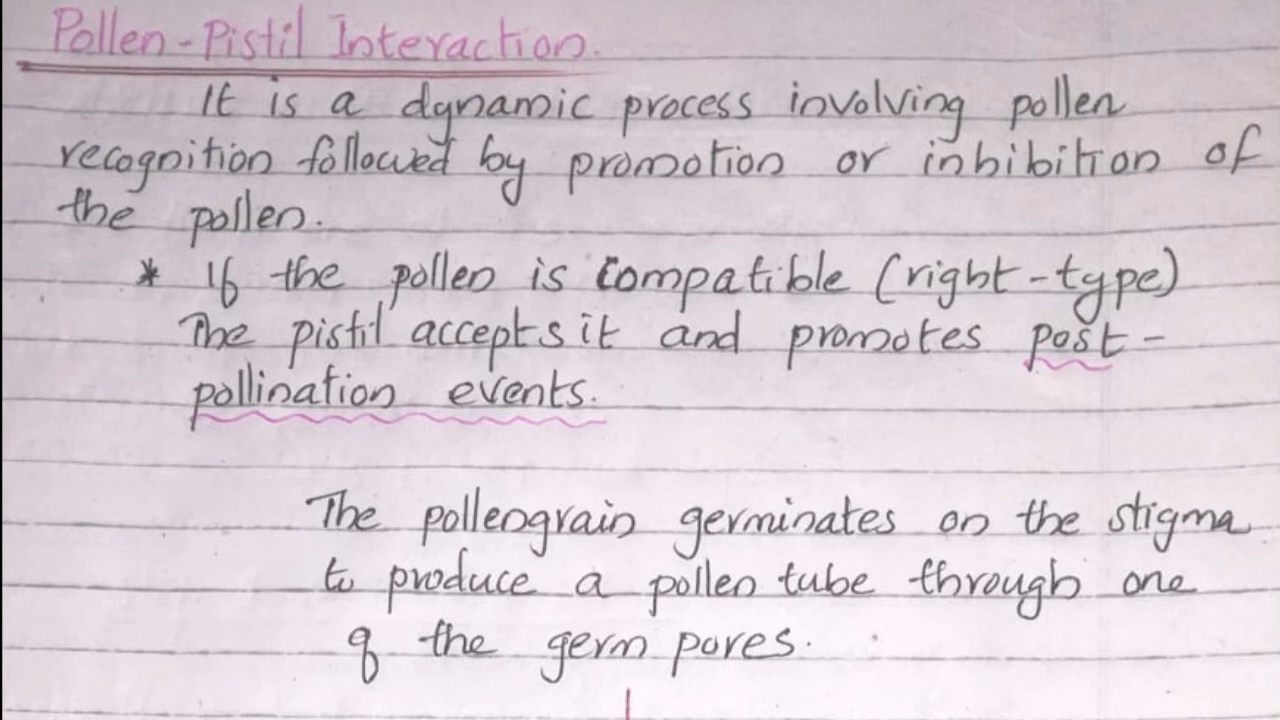 Pollen-Pistil Interaction.
It is a dynamic process involving pollen
recognition followed by promotion or inhibition of
the pollen.
* If the pollen is compatible (right-type)
The pistil accepts it and promotes post-
pollination events.
The pollengrain germinates on the stigma
to produce a pollen tube through one
of the germ pores.